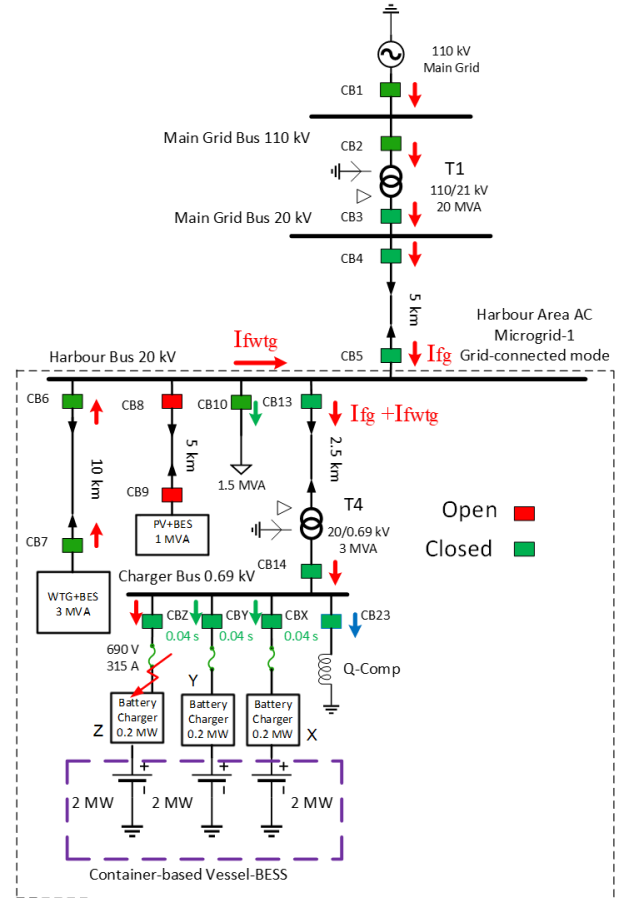 110 kV
Main Grid
CB1
Main Grid Bus 110 kV
CB2
T1
110/21 kV
20 MVA
Main Grid Bus 20 kV
CB3
CB4
5 km
Harbour Area AC
Microgrid-1
Grid-connected mode
Ifwtg
Harbour Bus 20 kV
CB5
Ifg
CB6
CB8
CB10
CB13
Ifg +Ifwtg
10 km
5 km
2.5 km
CB9
1.5 MVA
PV+BES
1 MVA
T4
20/0.69 kV
3 MVA
Open
Closed
CB7
CB14
WTG+BES
3 MVA
Charger Bus 0.69 kV
CBZ
CBY
CBX
CB23
0.04 s
0.04 s
0.04 s
690 V
315 A
Q-Comp
Y
Battery
Charger
0.2 MW
Battery
Charger
0.2 MW
Battery
Charger
0.2 MW
Z
X
+
+
+
2 MW
2 MW
2 MW
Container-based Vessel-BESS